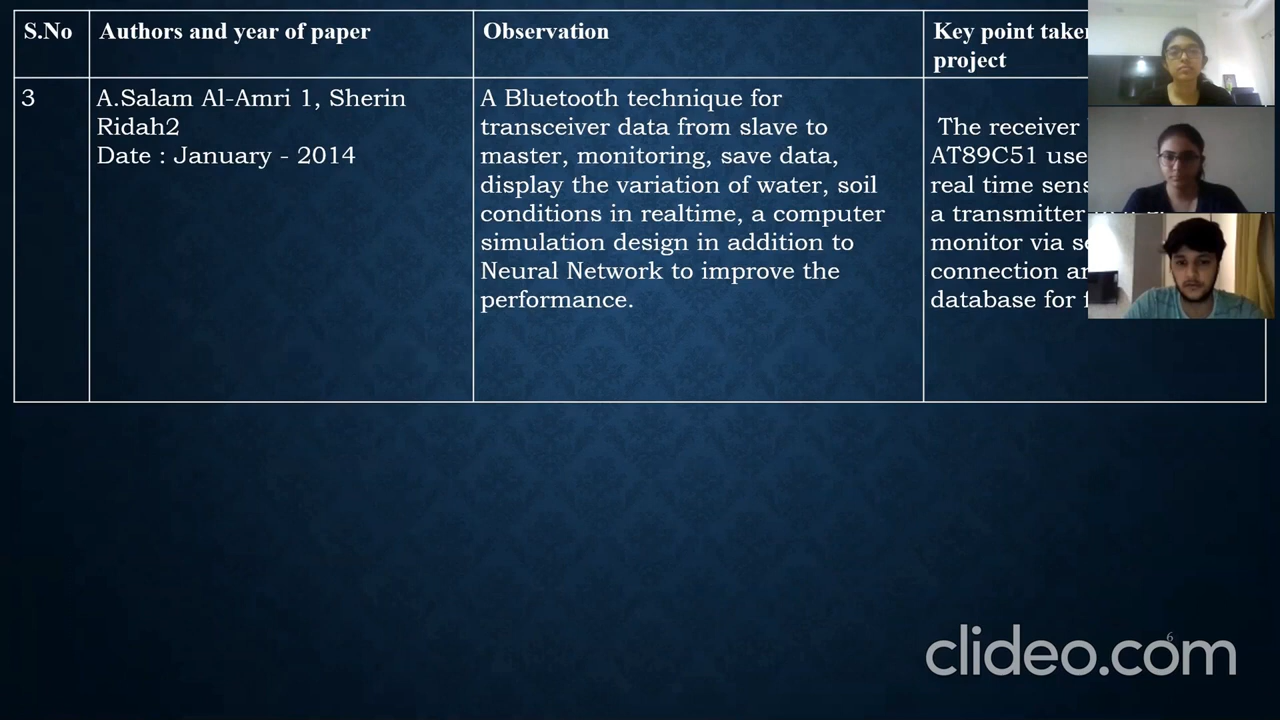 S.No
Authors and year of paper
Observation
Key point
project
3
A.Salam Al-Amri 1, Sherin
Ridah2
Date : January - 2014
A Bluetooth technique for
transceiver data from slave to
master, monitoring, save data,
display the variation of water, soil
conditions in realtime, a computer
simulation design in addition to
Neural Network to improve the
performance.
The receiver
AT89C51
real time
a transmitter
monitor via
connection
database for
6
clideo.com